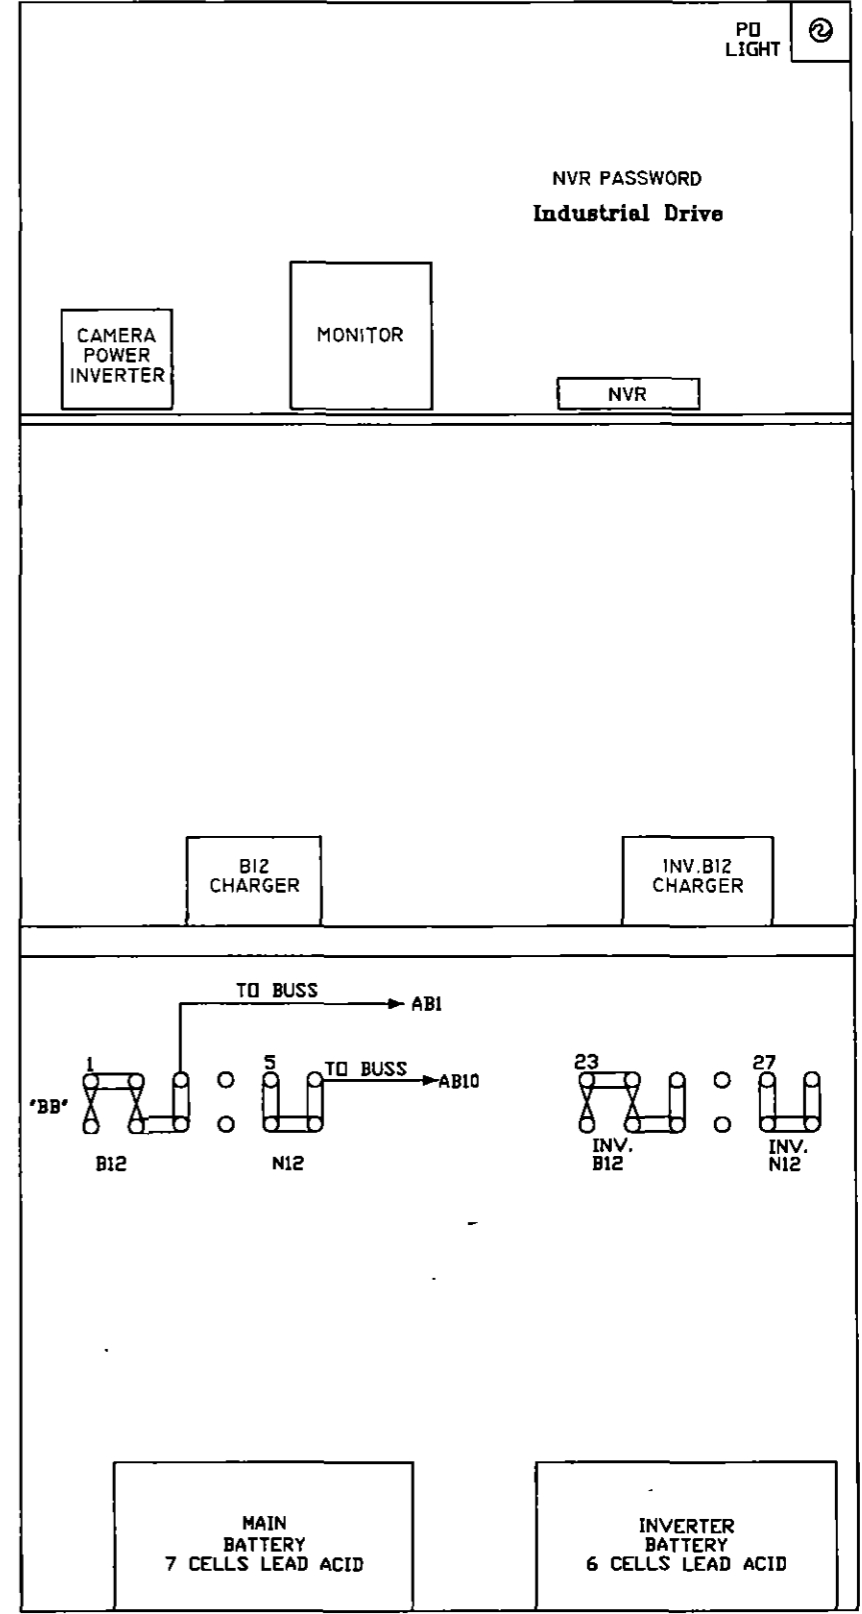 PO
LIGHT
NVR PASSWORD
Industrial Drive
CAMERA
POWER
INVERTER
MONITOR
NVR
B12
CHARGER
INV.B12
CHARGER
TO BUSS
AB1
1
5
TO BUSS
AB10
23
27
"BB"
B12
N12
INV.
B12
INV.
N12
MAIN
BATTERY
7 CELLS LEAD ACID
INVERTER
BATTERY
6 CELLS LEAD ACID